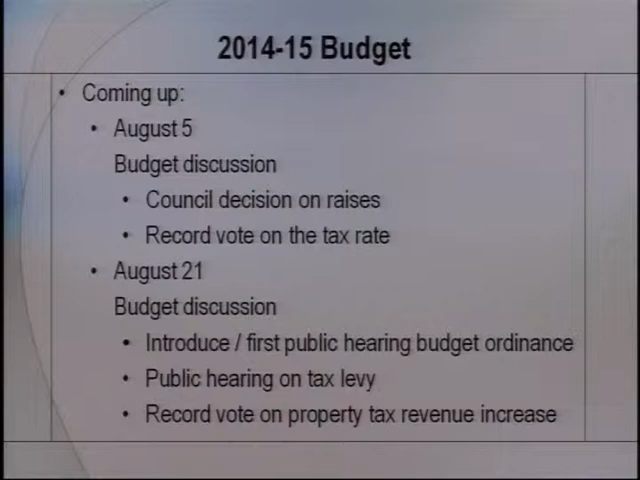 2014-15 Budget
• Coming up:
• August 5
Budget discussion
• Council decision on raises
• Record vote on the tax rate
• August 21
Budget discussion
• Introduce / first public hearing budget ordinance
• Public hearing on tax levy
• Record vote on property tax revenue increase